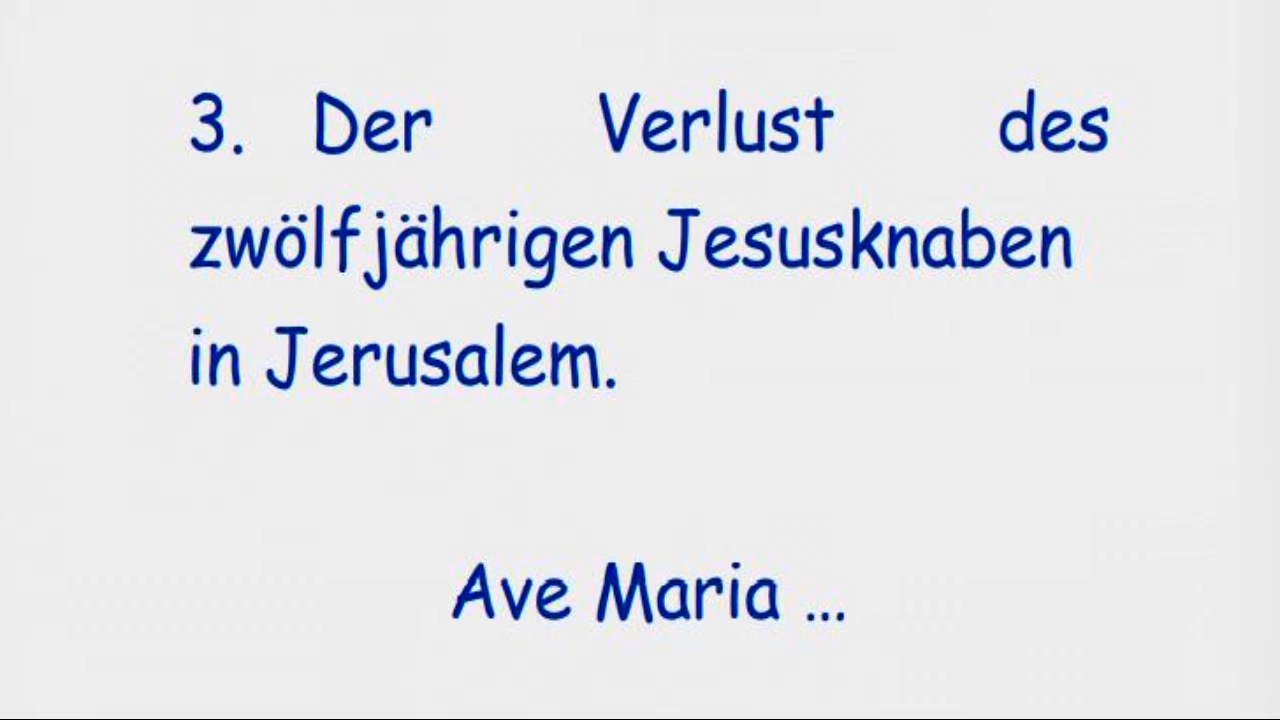 3. Der Verlust des
zwölfjährigen Jesusknaben
in Jerusalem.
Ave Maria ...